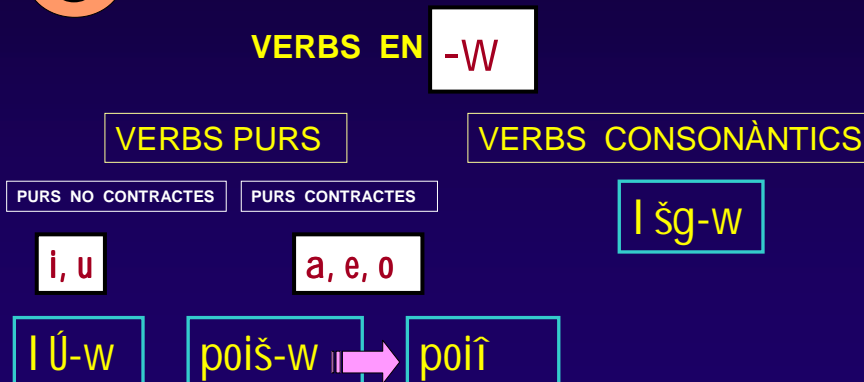 VERBS EN -W
VERBS PURS
VERBS CONSONÀNTICS
PURS NO CONTRACTES
PURS CONTRACTES
l šg-w
i, u
a, e, o
l Ú-w
poiš-w
poiî